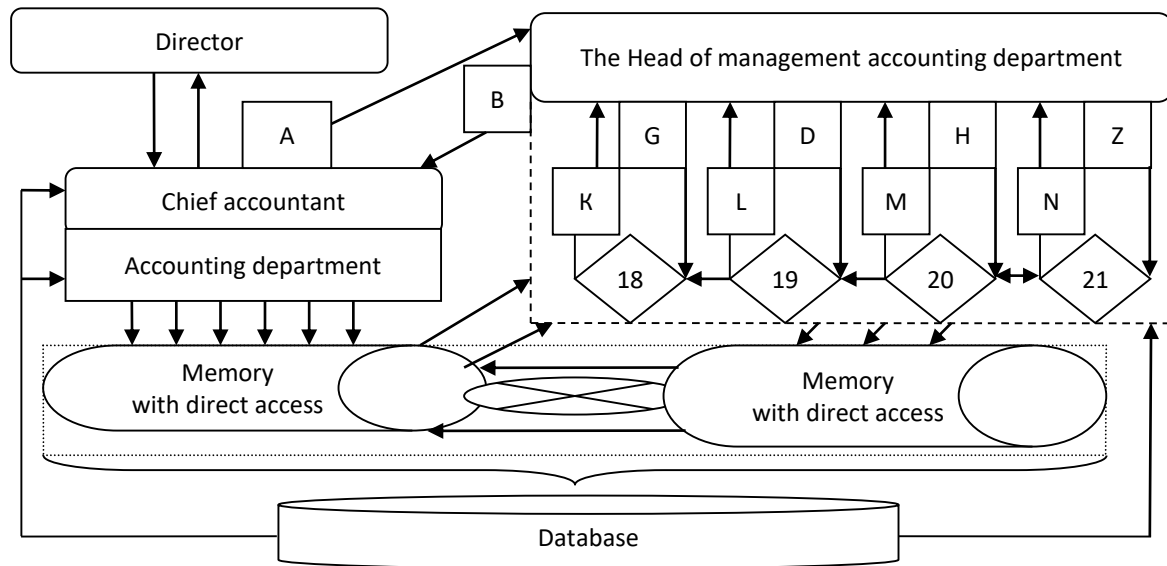 Director
The Head of management accounting department
A
B
G
D
H
Z
К
L
M
N
Chief accountant
Accounting department
18
19
20
21
Memory
with direct access
Memory
with direct access
Database